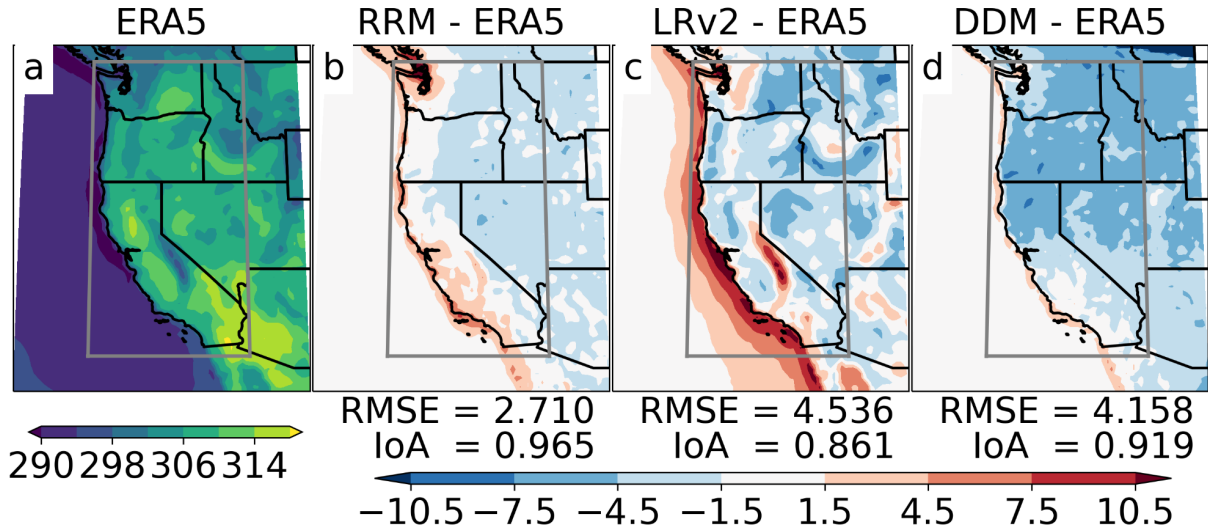 ERA5
RRM - ERA5
LRv2 - ERA5
DDM - ERA5
a
b
c
d
RMSE = 2.710
IoA = 0.965
RMSE = 4.536
IoA = 0.861
RMSE = 4.158
IoA = 0.919
290 298 306 314
−10.5 −7.5 −4.5 −1.5 1.5 4.5 7.5 10.5